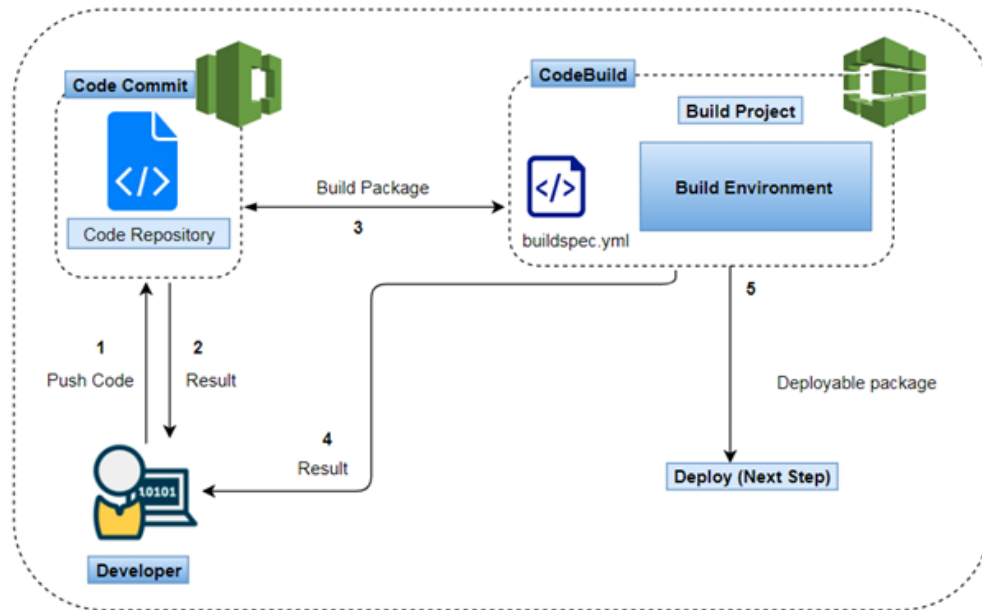 Code Commit
</>
Code Repository
CodeBuild
Build Project
</>
Build Environment
buildspec.yml
Build Package
3
1
Push Code
2
Result
4
Result
5
Deployable package
Deploy (Next Step)
10101
Developer